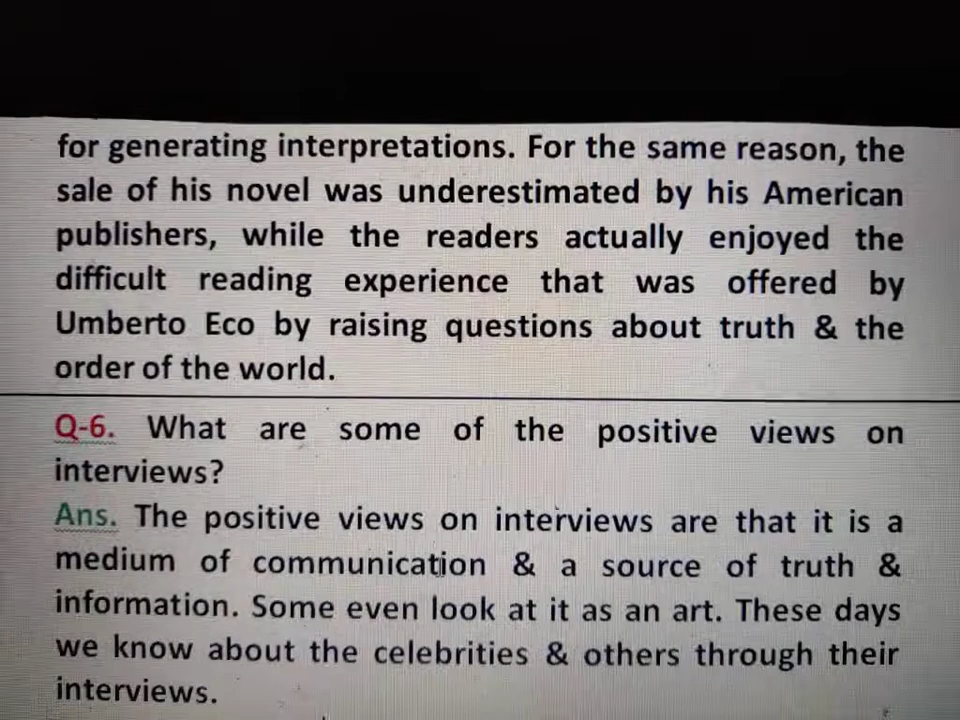 for generating interpretations. For the same reason, the
sale of his novel was underestimated by his American
publishers, while the readers actually enjoyed the
difficult reading experience that was offered by
Umberto Eco by raising questions about truth & the
order of the world.
Q-6. What are some of the positive views on
interviews?
Ans. The positive views on interviews are that it is a
medium of communication & a source of truth &
information. Some even look at it as an art. These days
we know about the celebrities & others through their
interviews.